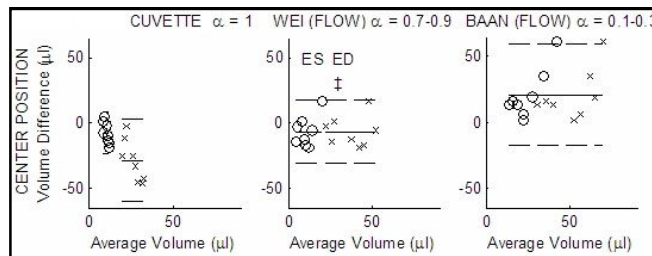 CUVETTE α = 1
WEI (FLOW) α = 0.7-0.9
BAAN (FLOW) α = 0.1-0.3
CENTER POSITION
Volume Difference (μl)
50
0
-50
ES ED
‡
50
0
-50
50
0
-50
0 50
0 50
0 50
Average Volume (μl)
Average Volume (μl)
Average Volume (μl)